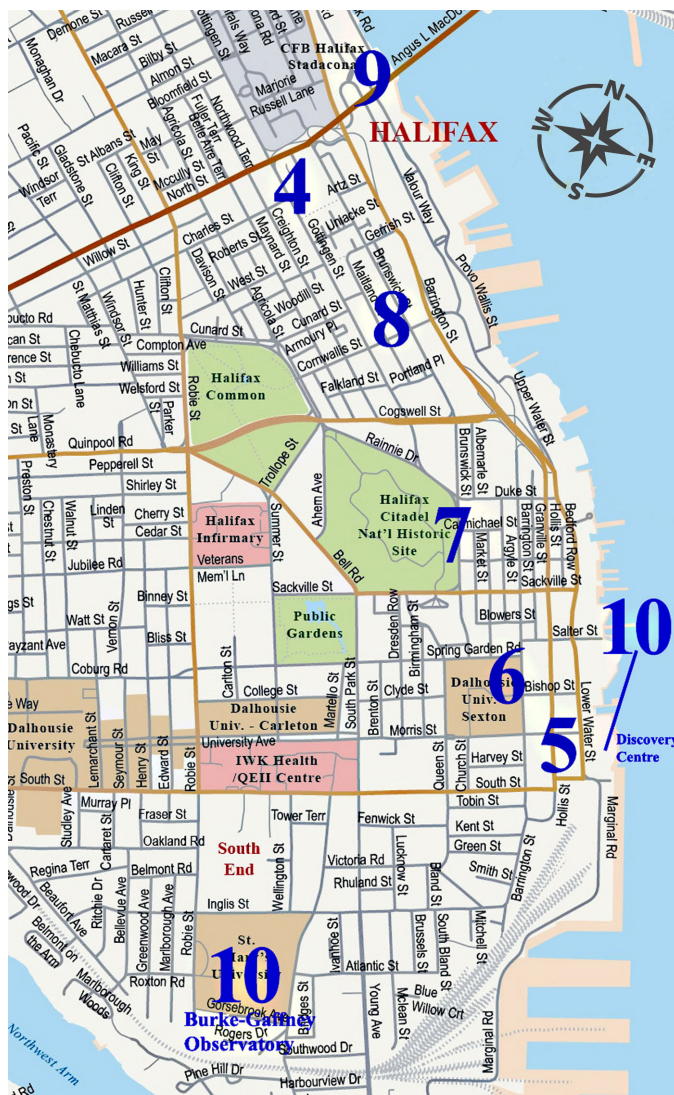 Demone St
Russell
ottingen St
Macara St
Monaghan Dr
Bilby St
Almon St
Bloomfield St
CFB Halifax
Stadacona
Marjorie
Russell Lane
9
Angus L MacDo
HALIFAX
N
E
S
W
Pacific St
Windsor
Terr
Gladstone St
St Albans St
Clifton St
King St
May
St
Mccully St
North St
Agricola St
Fuller Terr
Belle Aire Terr
Northwood Terr
4
Artz St
Valour Way
Uniacke St
Gerrish St
Willow St
Charles St
Roberts St
Davison St
West St
Maynard St
Creighton St
Gottingen St
Maitland
Brunswick St
Barrington St
Provo Wallis St
Clifton St
Hunter St
Windsor St
St Matthias St
Agricola St
Woodill St
Cunard St
Armoury Pl
Cornwallis St
8
Falkland St
Portland Pl
Upper Water St
Cogswell St
bucto Rd
can St
rence St
Chebucto Lane
Cunard St
Compton Ave
Williams St
Welsford St
Halifax
Common
Robie St
Parker
St
Lane
Monastery
Quinpool Rd
Pepperell St
Shirley St
Trollope St
Rainnie Dr
Brunswick St
Albemarle St
Preston St
Chestnut St
Walnut St
Linden
St
Cherry St
Cedar St
Halifax
Infirmary
Veterans
Mem'l Ln
Summer St
Ahern Ave
Bell Rd
Halifax
Citadel
Nat'l Historic
Site
7
Duke St
Carmichael St
Market St
Argyle St
Barrington St
Granville St
Hollis St
Bedford Row
Sackville St
Jubilee Rd
Binney St
Sackville St
gs St
Watt St
Vernon St
Bliss St
rayzant Ave
Coburg Rd
Public
Gardens
Dresden Row
Birmingham St
Blowers St
Salter St
Spring Garden Rd
10
Carlton St
College St
Martello St
South Park St
Brenton St
Clyde St
Dalhousie
Univ.
Sexton
6
Bishop St
Lower Water St
e Way
Dalhousie
University
Lemarchant St
Seymour St
Henry St
Edward St
Robie St
Dalhousie
Univ. - Carleton
University Ave
Morris St
Queen St
Church St
Harvey St
5
Discovery
Centre
IWK Health
/QEII Centre
South St
South St
Studley Ave
Murray Pl
Cartaret St
Fraser St
Oakland Rd
Tower Terr
Fenwick St
Tobin St
Kent St
Green St
Hollis St
Marginal Rd
Barrington St
South
End
Wellington St
Victoria Rd
Lucknow St
Rhuland St
Bland St
Smith St
Regina Terr
Beaufort Ave
Ritchie Dr
Belmont Rd
Bellevue Ave
Greenwood Ave
Marlborough Ave
Robie St
Inglis St
Belmont on
the Arm
Marlborough
Woods
Roxton Rd
St.
Mary's
University
10
Gorsebrook Ave
Rogers Dr
Burke-Gaffney
Observatory
Bridges St
Ivanhoe St
Atlantic St
Brussels St
South Bland St
Mitchell St
Young Ave
Mclean St
Blue
Willow Crt
Marginal Rd
Southwood Dr
Harbourview Dr
Pine Hill Dr
Northwest Arm
d Rd